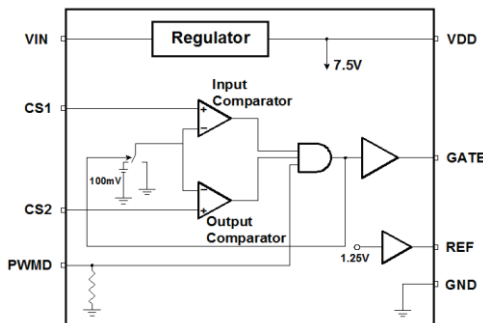 VIN
Regulator
VDD
7.5V
Input
Comparator
CS1
+
−
100mV
GATE
−
+
CS2
Output
Comparator
REF
1.25V
PWMD
GND